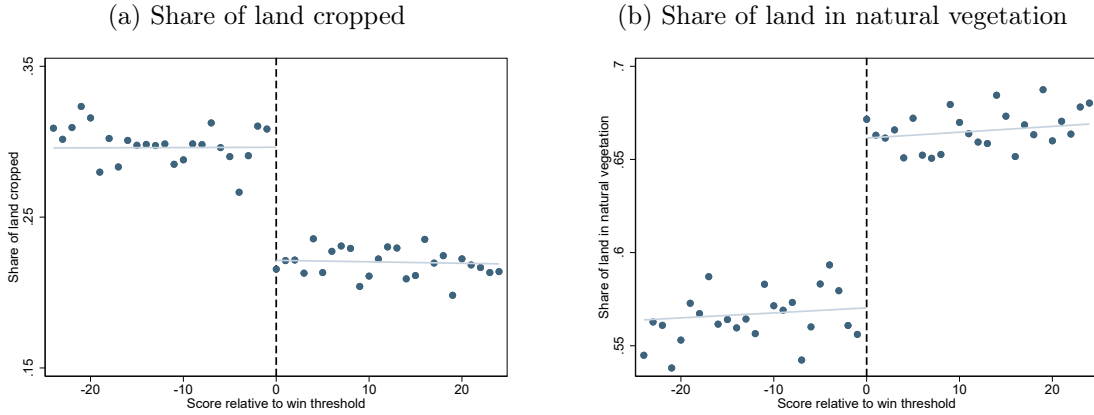 (a) Share of land cropped
Share of land cropped
.35
.25
.15
-20 -10 0 10 20
Score relative to win threshold
(b) Share of land in natural vegetation
Share of land in natural vegetation
.7
.65
.6
.55
-20 -10 0 10 20
Score relative to win threshold